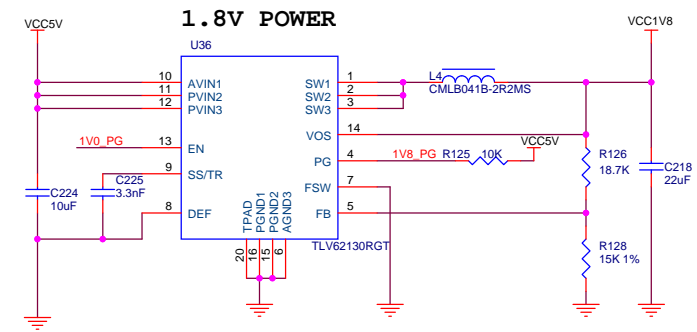 1.8V POWER
VCC5V
VCC1V8
U36
10 AVIN1 SW1 1
11 PVIN2 SW2 2
12 PVIN3 SW3 3
L4
CMLB041B-2R2MS
VOS 14
1V0_PG 13 EN
PG 4 1V8_PG R125 10K VCC5V
9 SS/TR
FSW 7
8 DEF
FB 5
C224
10uF
C225
3.3nF
R126
18.7K
C218
22uF
TPAD
PGND1
PGND2
AGND3
20
16
15
6
TLV62130RGT
R128
15K 1%